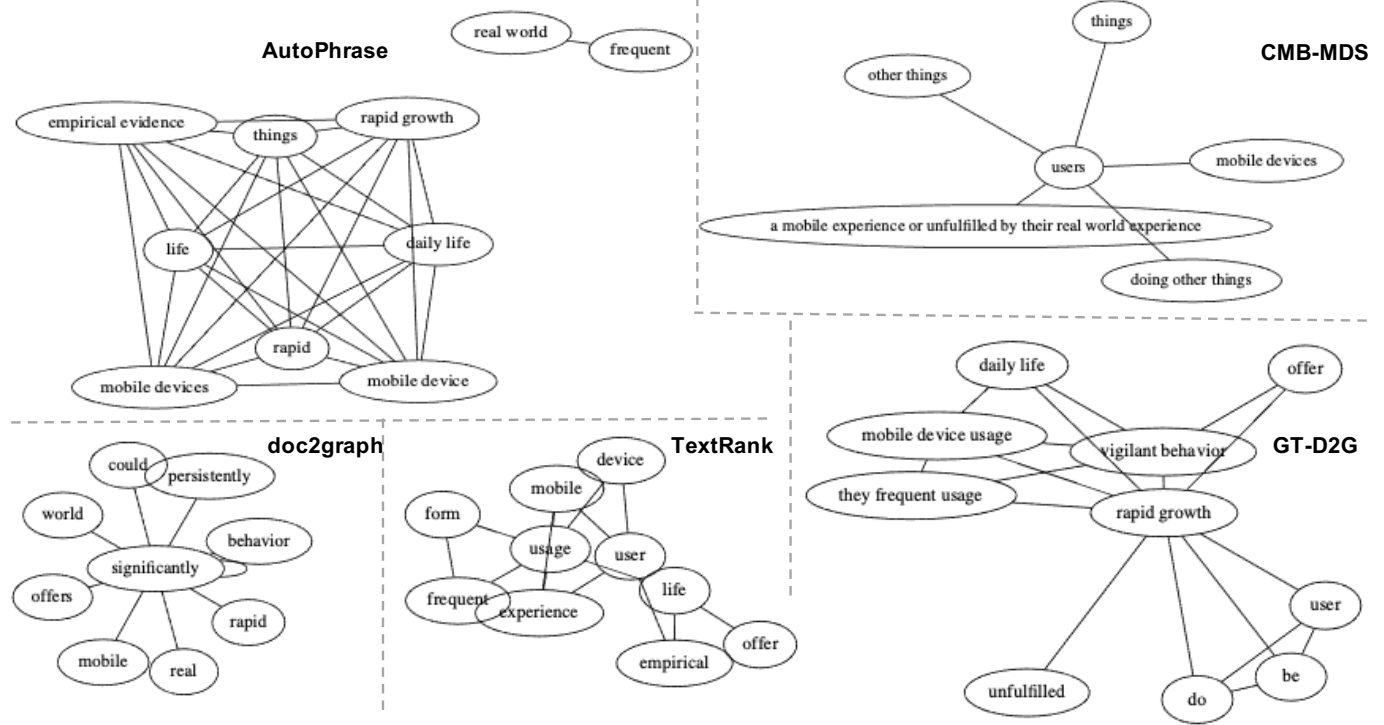 AutoPhrase
real world
frequent
empirical evidence
things
rapid growth
life
daily life
rapid
mobile devices
mobile device
CMB-MDS
things
other things
users
mobile devices
a mobile experience or unfulfilled by their real world experience
doing other things
doc2graph
could
persistently
world
behavior
significantly
offers
rapid
mobile
real
TextRank
device
mobile
form
usage
user
life
frequent
experience
offer
empirical
GT-D2G
daily life
offer
mobile device usage
vigilant behavior
they frequent usage
rapid growth
user
be
unfulfilled
do